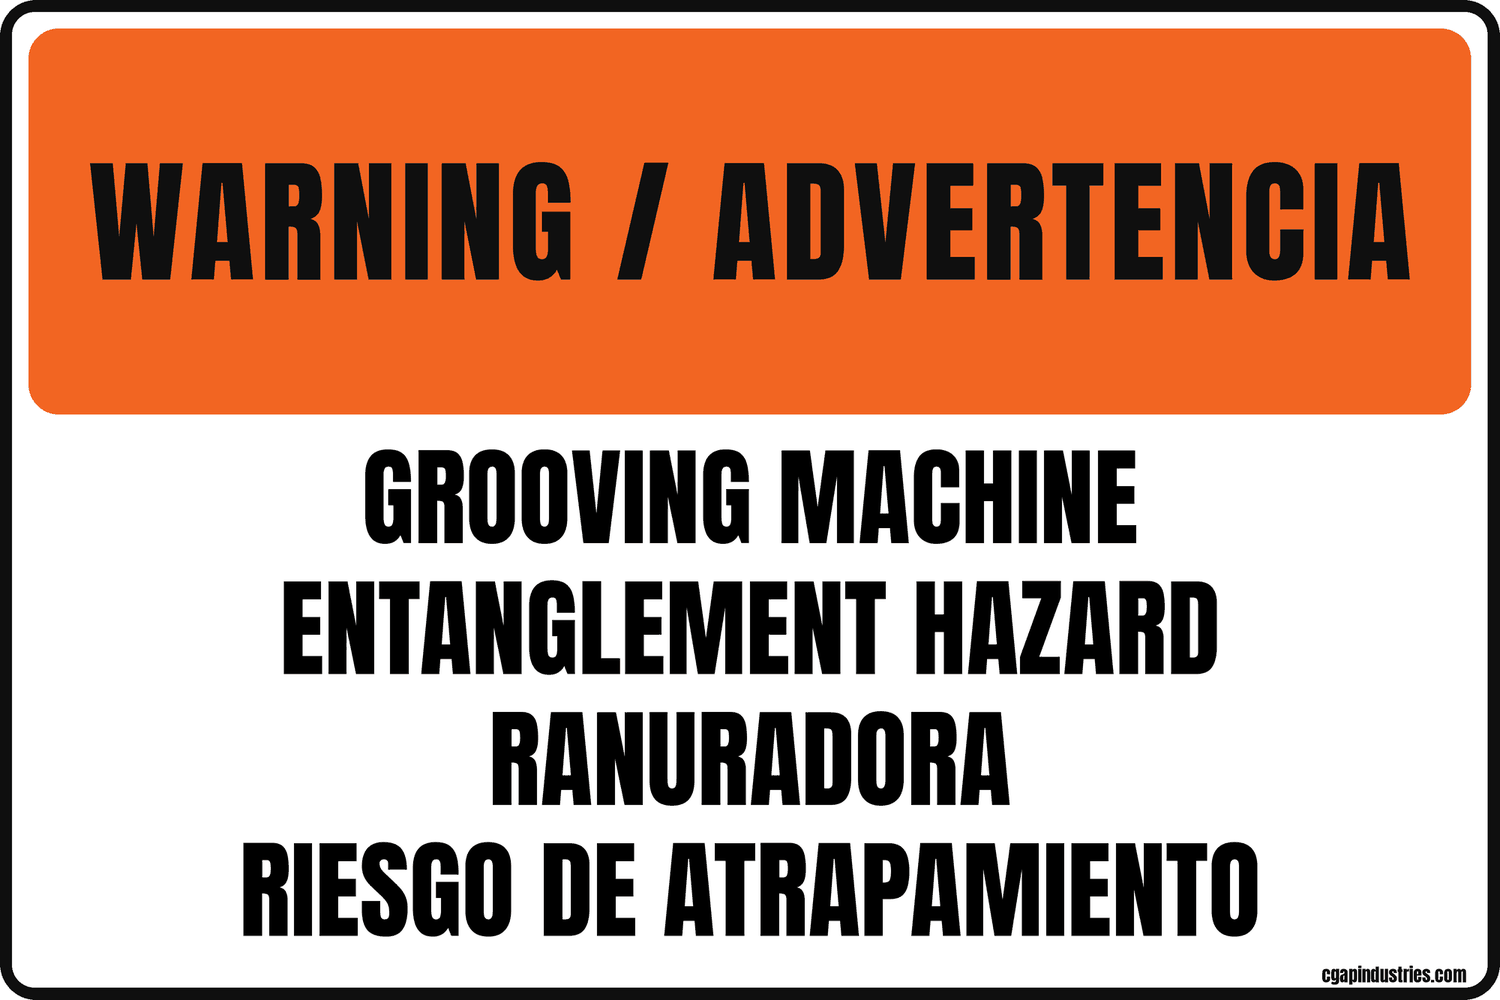 WARNING / ADVERTENCIA
GROOVING MACHINE
ENTANGLEMENT HAZARD
RANURADORA
RIESGO DE ATRAPAMIENTO
cgapindustries.com